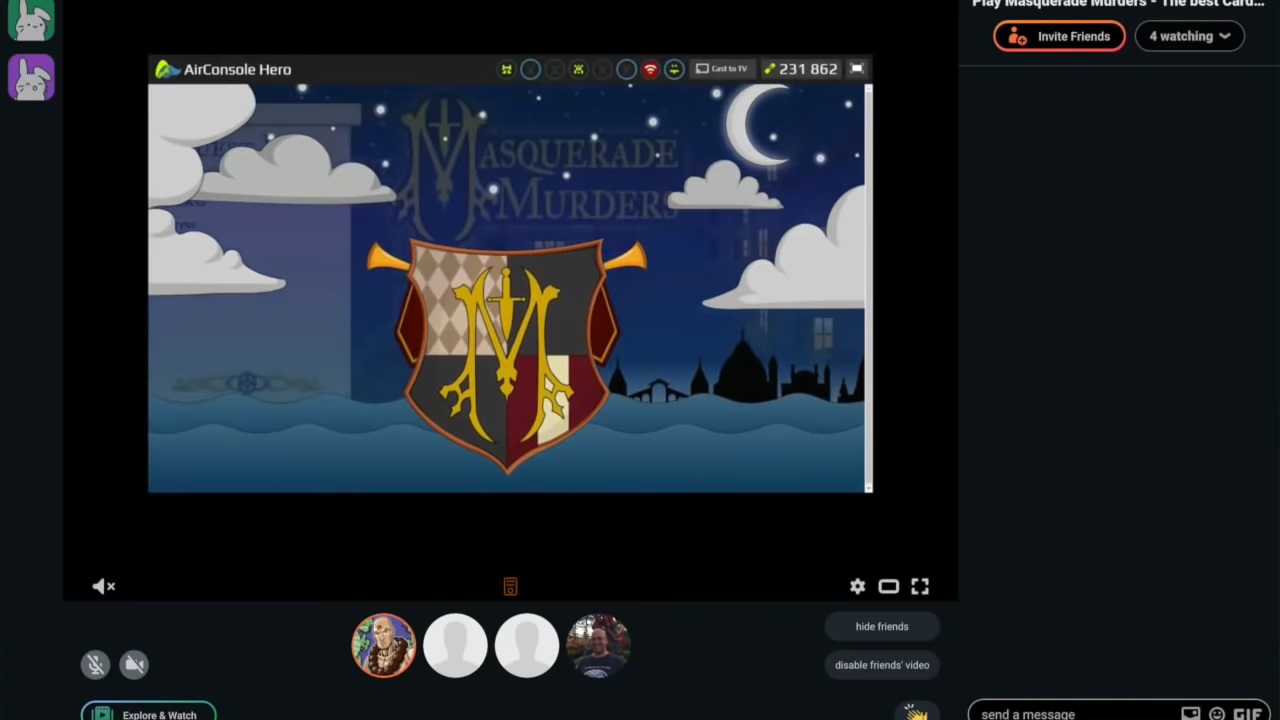 Play Masquerade Murders - The best Card...
Invite Friends
4 watching
AirConsole Hero
Cast to TV
231 862
MASQUERADE
MURDERS
M
hide friends
disable friends' video
Explore & Watch
send a message
GIF